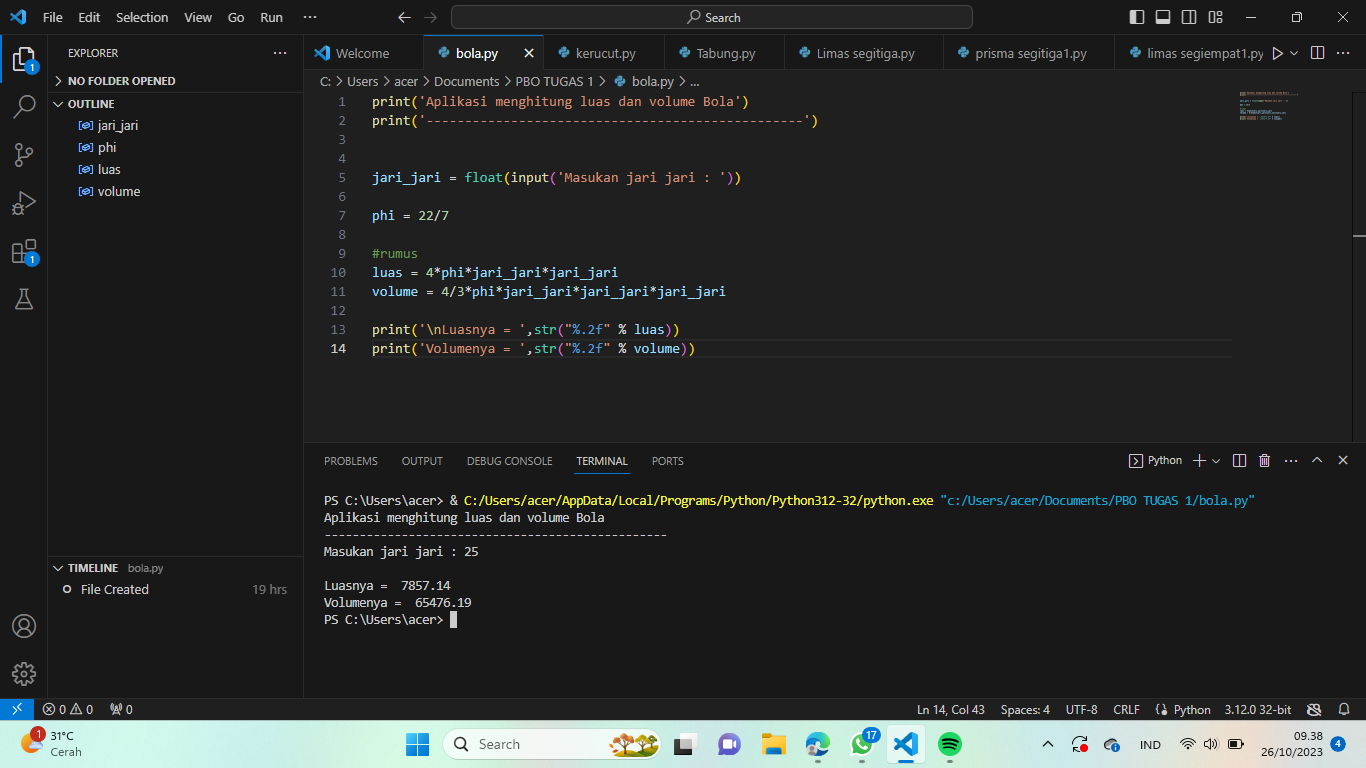 File Edit Selection View Go Run ··· Search
EXPLORER ···
NO FOLDER OPENED
OUTLINE
jari_jari
phi
luas
volume
TIMELINE bola.py
File Created 19 hrs
1
1
Welcome bola.py kerucut.py Tabung.py Limas segitiga.py prisma segitiga1.py limas segiempat1.py ···
C: > Users > acer > Documents > PBO TUGAS 1 > bola.py > ...
1 print('Aplikasi menghitung luas dan volume Bola')
2 print('-------------------------------------------------')
3
4
5 jari_jari = float(input('Masukan jari jari : '))
6
7 phi = 22/7
8
9 #rumus
10 luas = 4*phi*jari_jari*jari_jari
11 volume = 4/3*phi*jari_jari*jari_jari*jari_jari
12
13 print('\nLuasnya = ',str("%.2f" % luas))
14 print('Volumenya = ',str("%.2f" % volume))
PROBLEMS OUTPUT DEBUG CONSOLE TERMINAL PORTS Python ···
PS C:\Users\acer> & C:/Users/acer/AppData/Local/Programs/Python/Python312-32/python.exe "c:/Users/acer/Documents/PBO TUGAS 1/bola.py"
Aplikasi menghitung luas dan volume Bola
-------------------------------------------------
Masukan jari jari : 25
Luasnya =  7857.14
Volumenya =  65476.19
PS C:\Users\acer>
0 0 0 Ln 14, Col 43 Spaces: 4 UTF-8 CRLF Python 3.12.0 32-bit
1 31°C
Cerah
Search
17
IND
09.38
26/10/2023
4